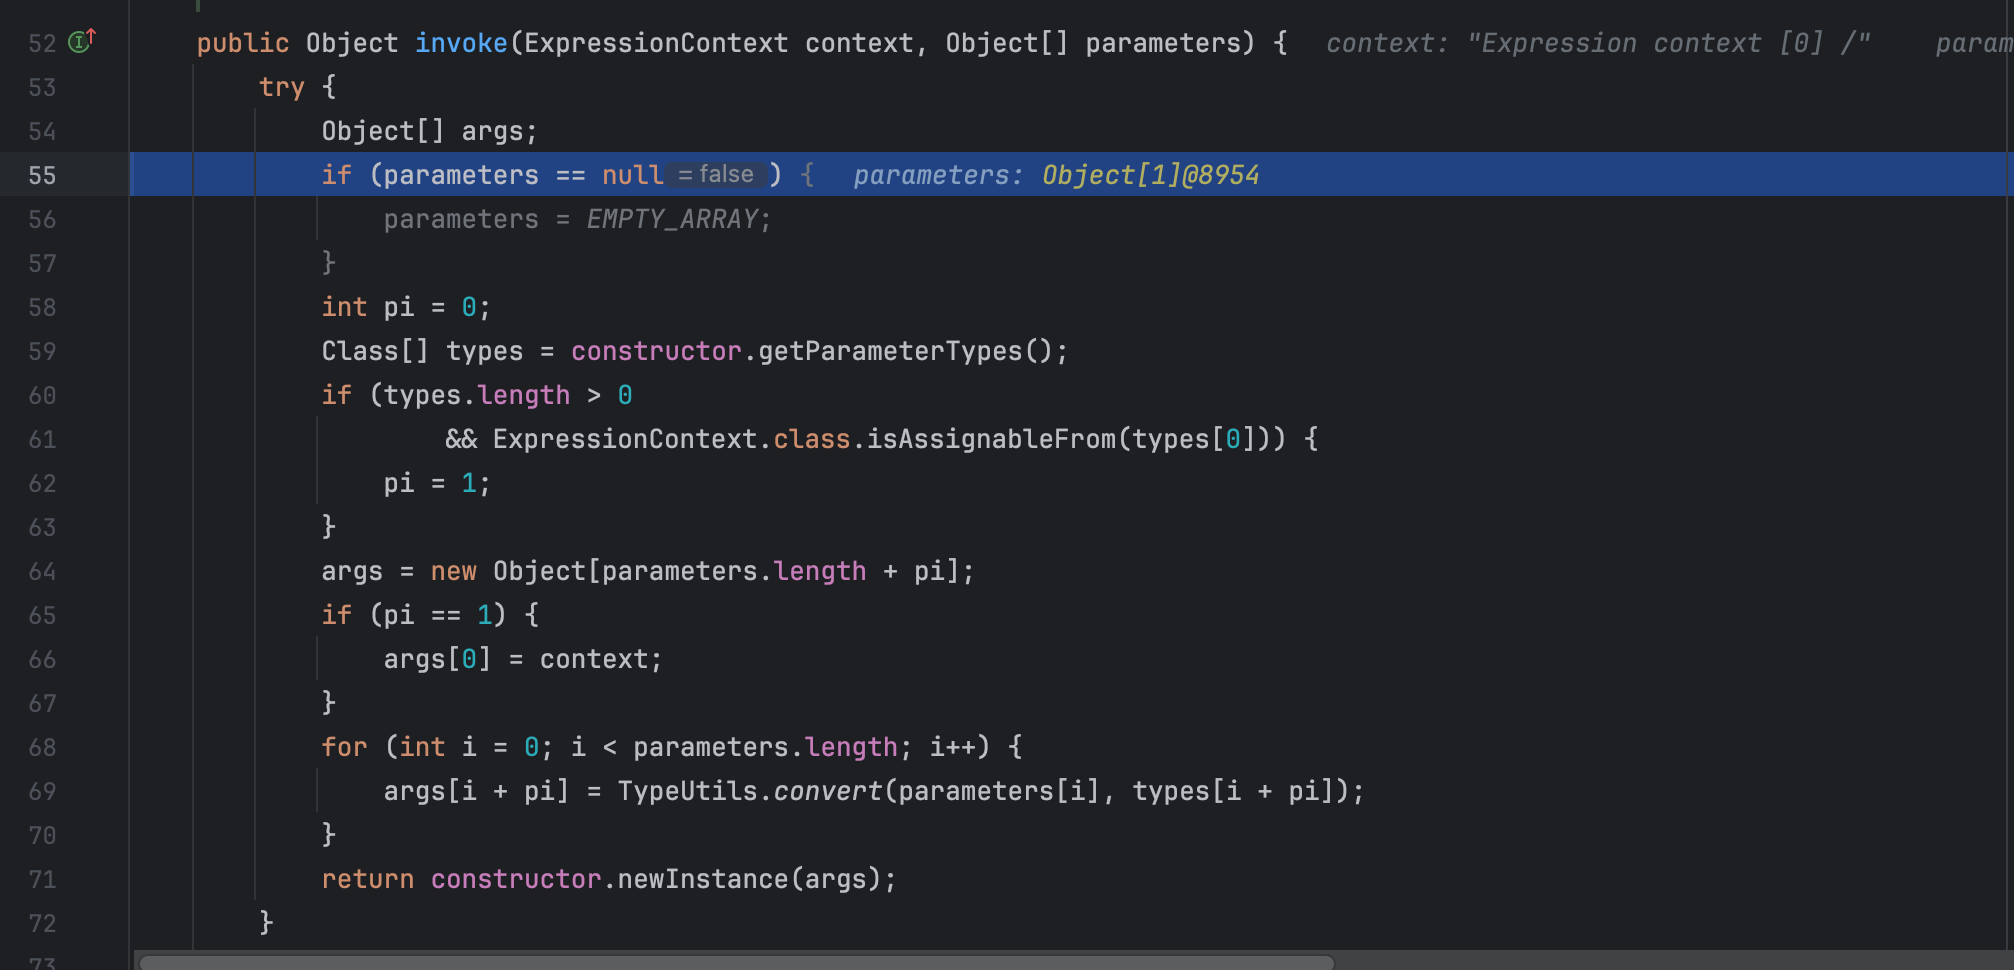 52 public Object invoke(ExpressionContext context, Object[] parameters) { context: "Expression context [0] /" param
53 try {
54 Object[] args;
55 if (parameters == null = false ) { parameters: Object[1]@8954
56 parameters = EMPTY_ARRAY;
57 }
58 int pi = 0;
59 Class[] types = constructor.getParameterTypes();
60 if (types.length > 0
61 && ExpressionContext.class.isAssignableFrom(types[0])) {
62 pi = 1;
63 }
64 args = new Object[parameters.length + pi];
65 if (pi == 1) {
66 args[0] = context;
67 }
68 for (int i = 0; i < parameters.length; i++) {
69 args[i + pi] = TypeUtils.convert(parameters[i], types[i + pi]);
70 }
71 return constructor.newInstance(args);
72 }
73